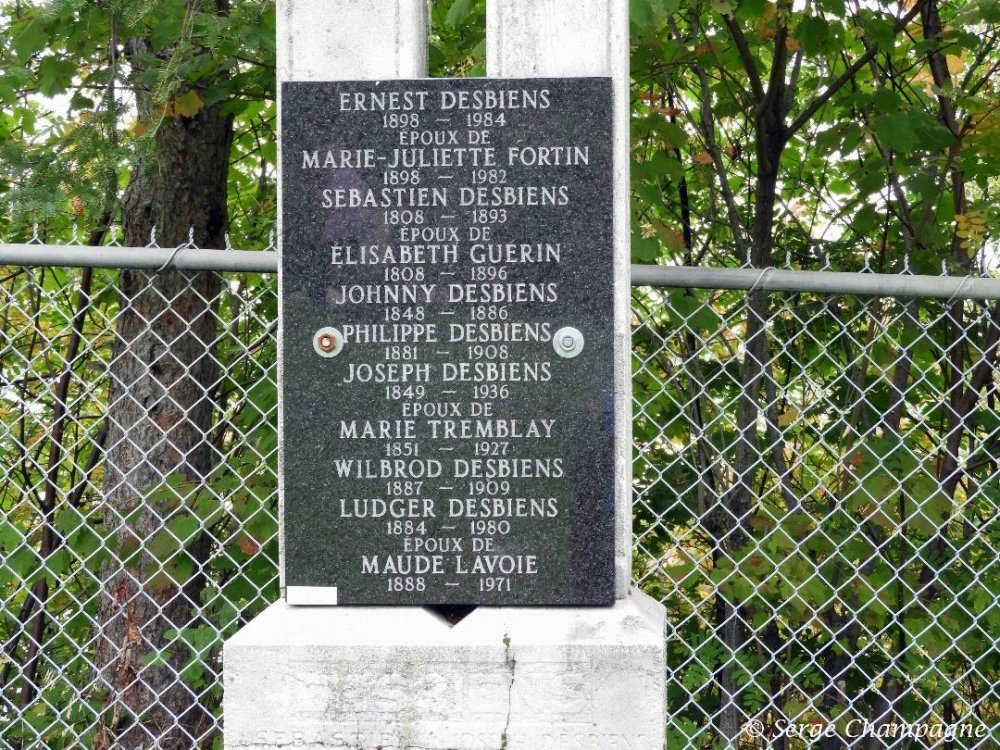 ERNEST DESBIENS
1898 — 1984
ÉPOUX DE
MARIE-JULIETTE FORTIN
1898 — 1982
SÉBASTIEN DESBIENS
1808 — 1893
ÉPOUX DE
ÉLISABETH GUÉRIN
1808 — 1896
JOHNNY DESBIENS
1848 — 1886
PHILIPPE DESBIENS
1881 — 1908
JOSEPH DESBIENS
1849 — 1936
ÉPOUX DE
MARIE TREMBLAY
1851 — 1927
WILBROD DESBIENS
1887 — 1909
LUDGER DESBIENS
1884 — 1980
ÉPOUX DE
MAUDE LAVOIE
1888 — 1971
DESBIENS
© Serge Champagne